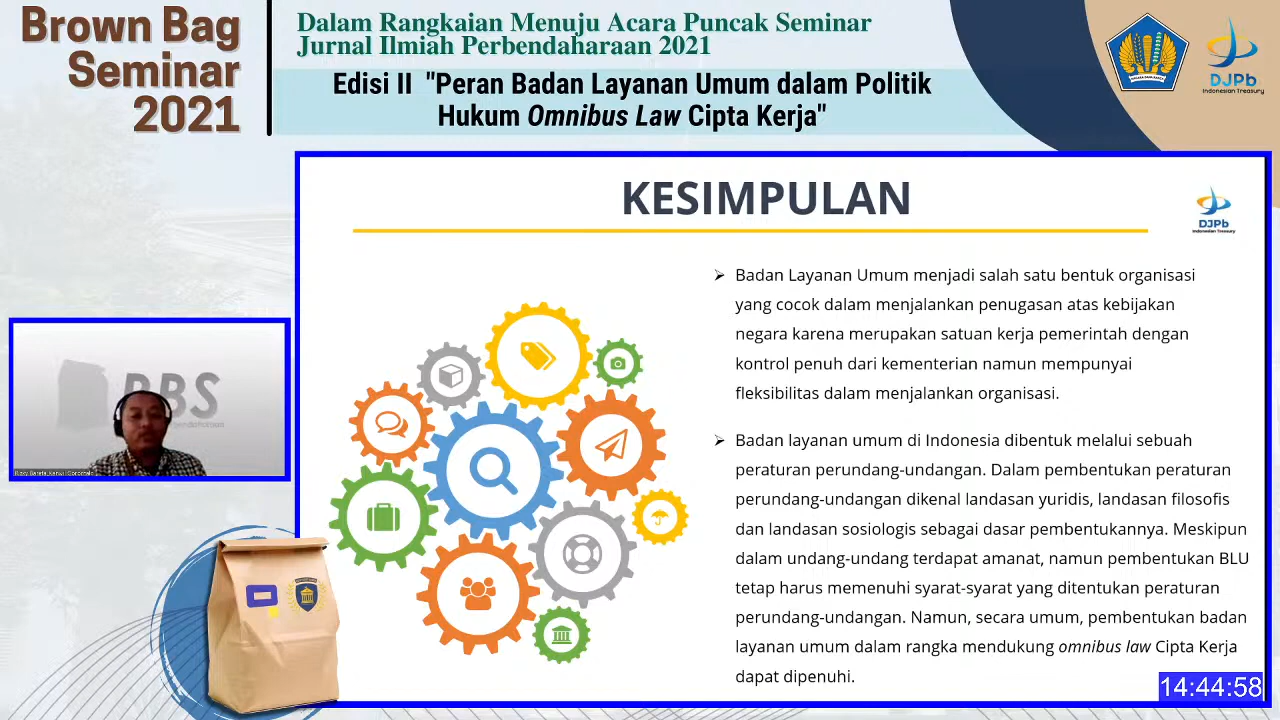 Brown Bag
Seminar
2021
Dalam Rangkaian Menuju Acara Puncak Seminar
Jurnal Ilmiah Perbendaharaan 2021
Edisi II "Peran Badan Layanan Umum dalam Politik
Hukum Omnibus Law Cipta Kerja"
DJPb
Indonesian Treasury
KESIMPULAN
DJPb
Indonesian Treasury
➢ Badan Layanan Umum menjadi salah satu bentuk organisasi
yang cocok dalam menjalankan penugasan atas kebijakan
negara karena merupakan satuan kerja pemerintah dengan
kontrol penuh dari kementerian namun mempunyai
fleksibilitas dalam menjalankan organisasi.
➢ Badan layanan umum di Indonesia dibentuk melalui sebuah
peraturan perundang-undangan. Dalam pembentukan peraturan
perundang-undangan dikenal landasan yuridis, landasan filosofis
dan landasan sosiologis sebagai dasar pembentukannya. Meskipun
dalam undang-undang terdapat amanat, namun pembentukan BLU
tetap harus memenuhi syarat-syarat yang ditentukan peraturan
perundang-undangan. Namun, secara umum, pembentukan badan
layanan umum dalam rangka mendukung omnibus law Cipta Kerja
dapat dipenuhi.
14:44:58